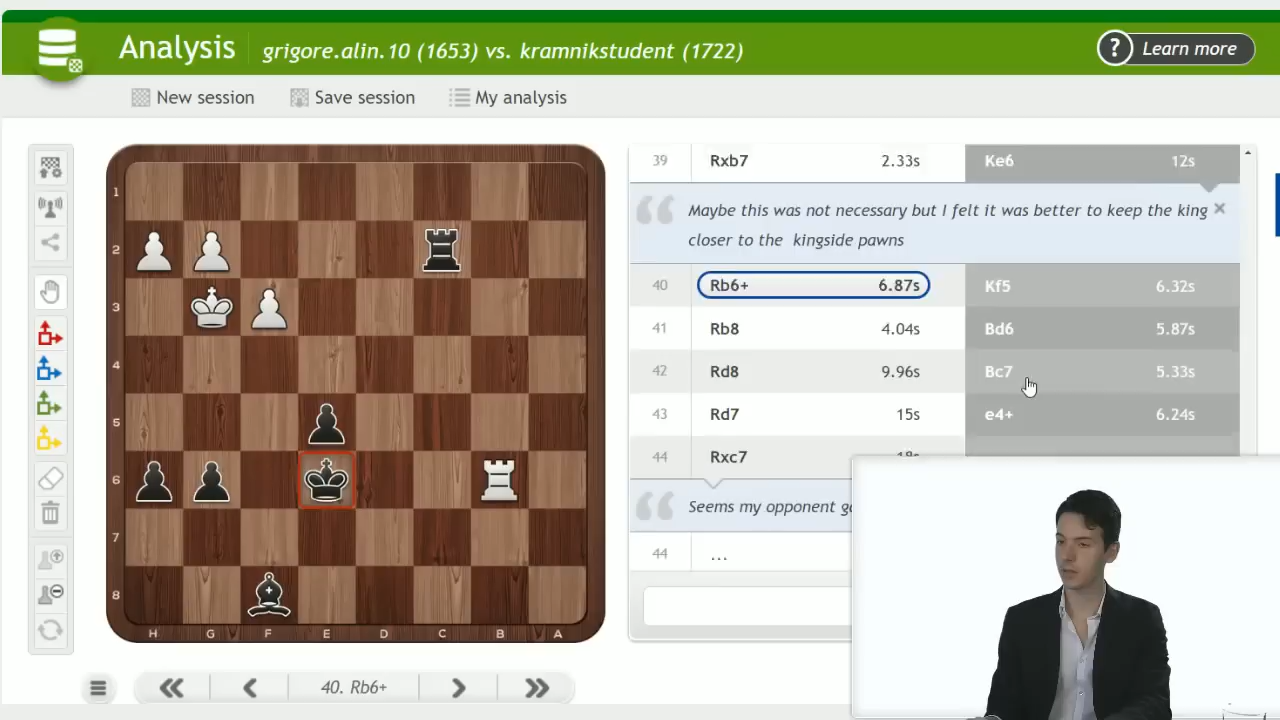 Analysis
grigore.alin.10 (1653) vs. kramnikstudent (1722)
? Learn more
New session
Save session
My analysis
39 Rxb7 2.33s Ke6 12s
Maybe this was not necessary but I felt it was better to keep the king
closer to the kingside pawns
40 Rb6+ 6.87s Kf5 6.32s
41 Rb8 4.04s Bd6 5.87s
42 Rd8 9.96s Bc7 5.33s
43 Rd7 15s e4+ 6.24s
44 Rxc7
Seems my opponent
44 ...
1
2
3
4
5
6
7
8
H G F E D C B A
40. Rb6+